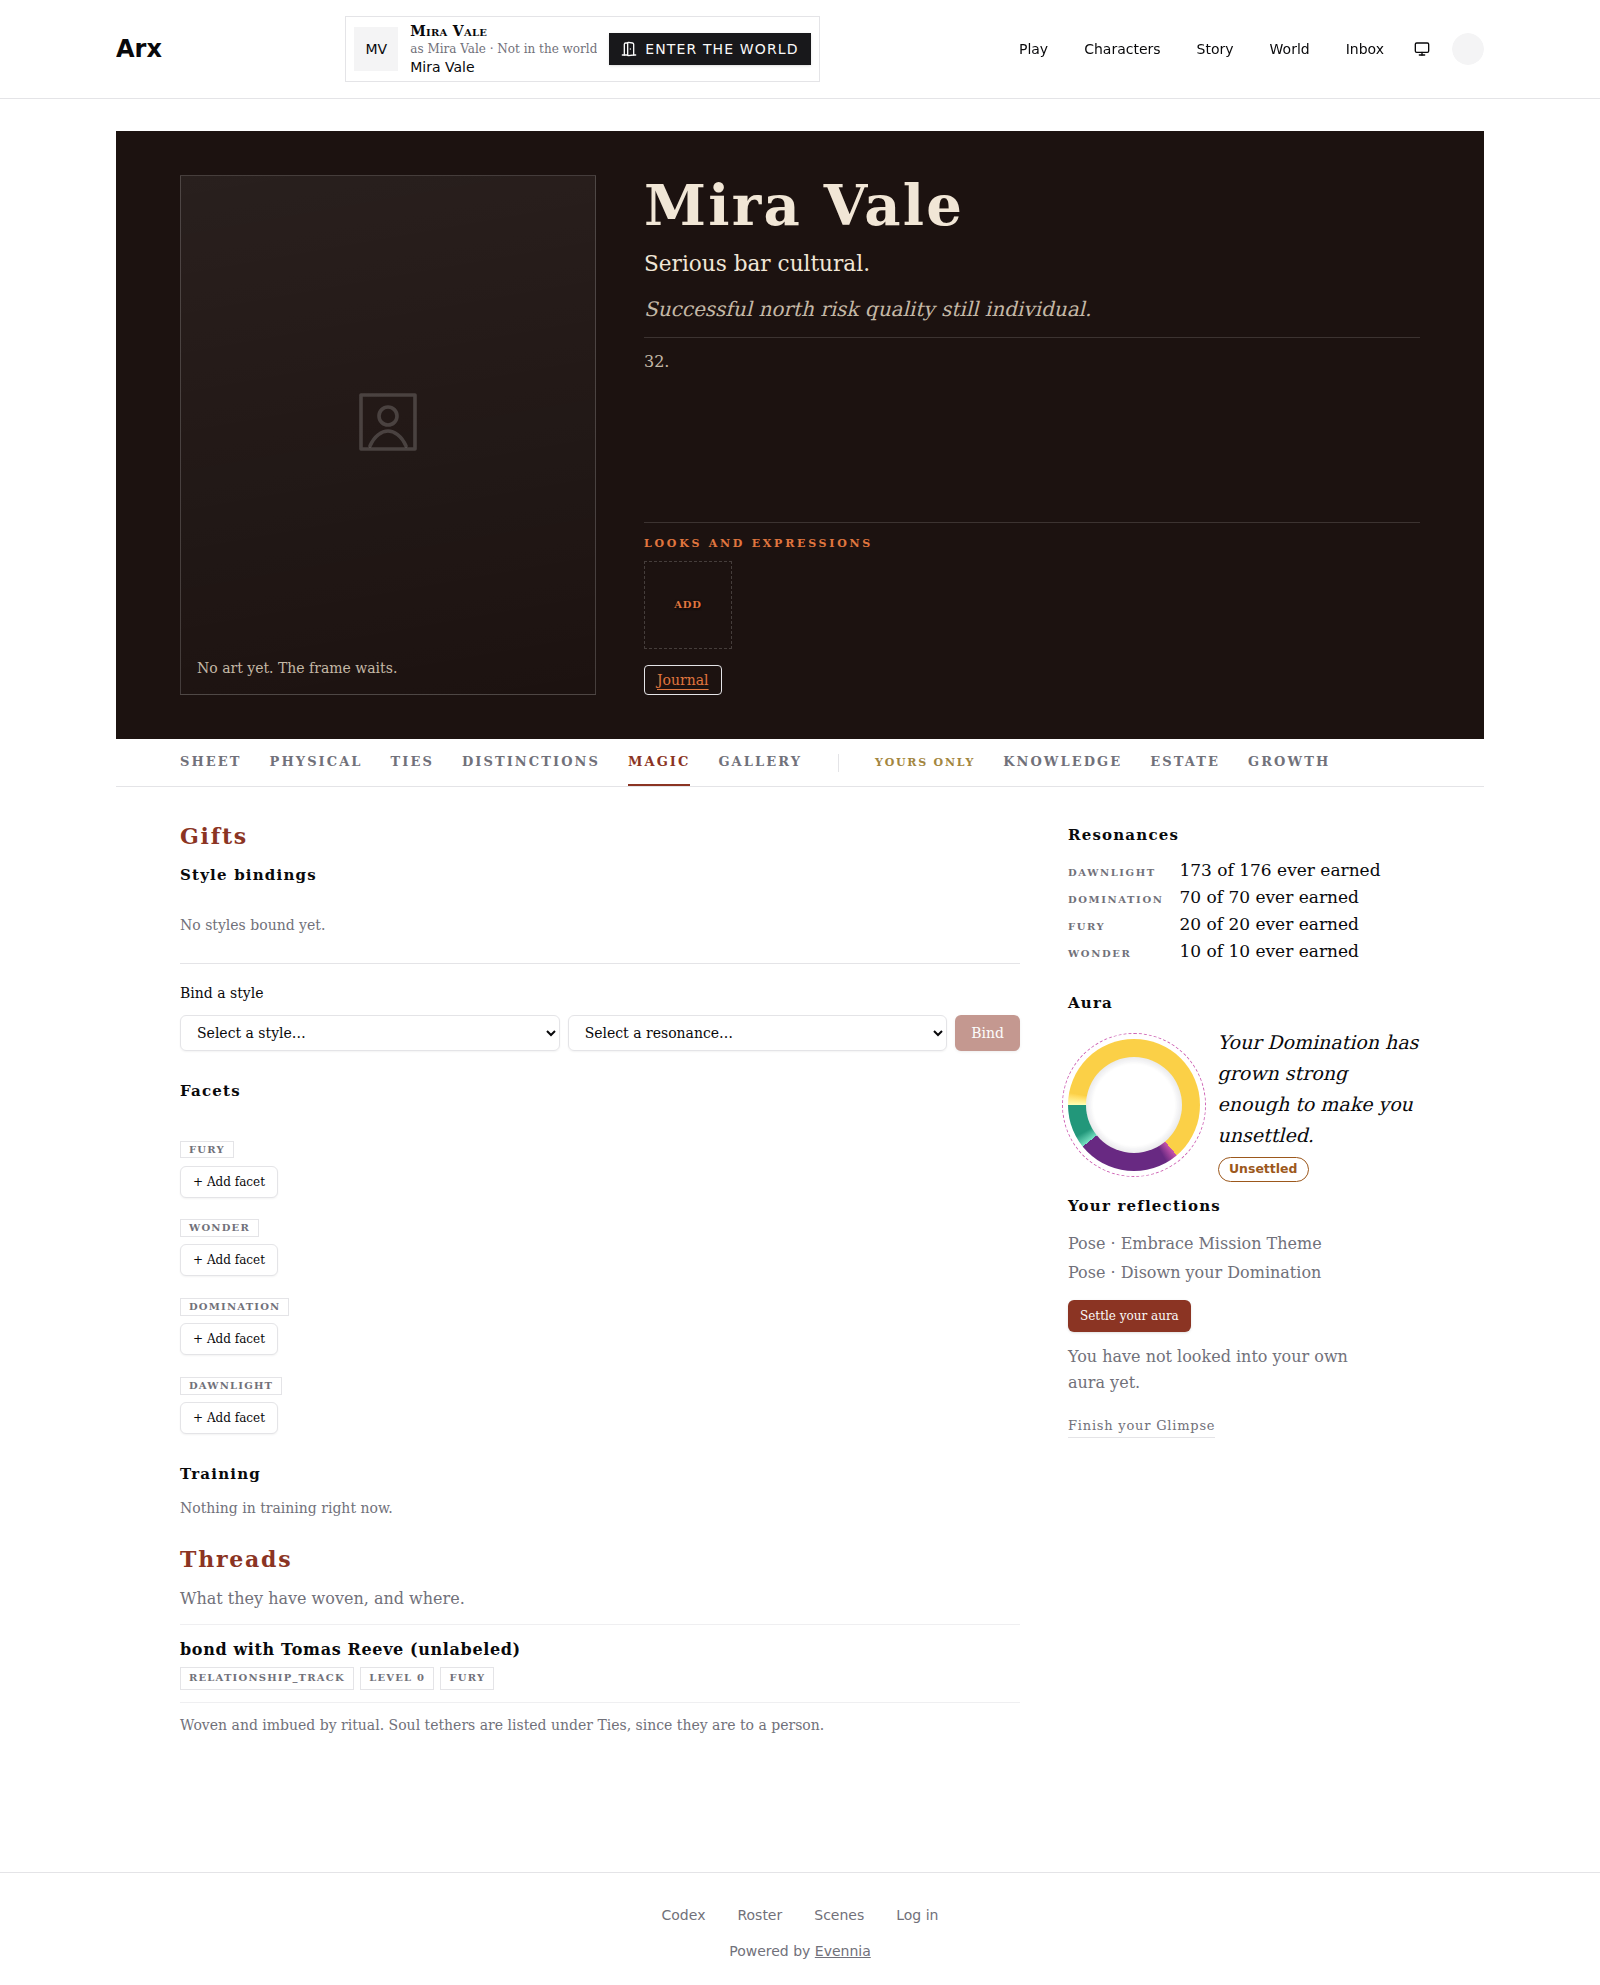 Arx
MV
Mira Vale
as Mira Vale · Not in the world
Mira Vale
ENTER THE WORLD
Play
Characters
Story
World
Inbox
Mira Vale
Serious bar cultural.
Successful north risk quality still individual.
32.
LOOKS AND EXPRESSIONS
ADD
Journal
No art yet. The frame waits.
SHEET
PHYSICAL
TIES
DISTINCTIONS
MAGIC
GALLERY
YOURS ONLY
KNOWLEDGE
ESTATE
GROWTH
Gifts
Style bindings
No styles bound yet.
Bind a style
Select a style...
Select a resonance...
Bind
Facets
FURY
+ Add facet
WONDER
+ Add facet
DOMINATION
+ Add facet
DAWNLIGHT
+ Add facet
Training
Nothing in training right now.
Threads
What they have woven, and where.
bond with Tomas Reeve (unlabeled)
RELATIONSHIP_TRACK
LEVEL 0
FURY
Woven and imbued by ritual. Soul tethers are listed under Ties, since they are to a person.
Resonances
DAWNLIGHT 173 of 176 ever earned
DOMINATION 70 of 70 ever earned
FURY 20 of 20 ever earned
WONDER 10 of 10 ever earned
Aura
Your Domination has
grown strong
enough to make you
unsettled.
Unsettled
Your reflections
Pose · Embrace Mission Theme
Pose · Disown your Domination
Settle your aura
You have not looked into your own
aura yet.
Finish your Glimpse
Codex
Roster
Scenes
Log in
Powered by Evennia